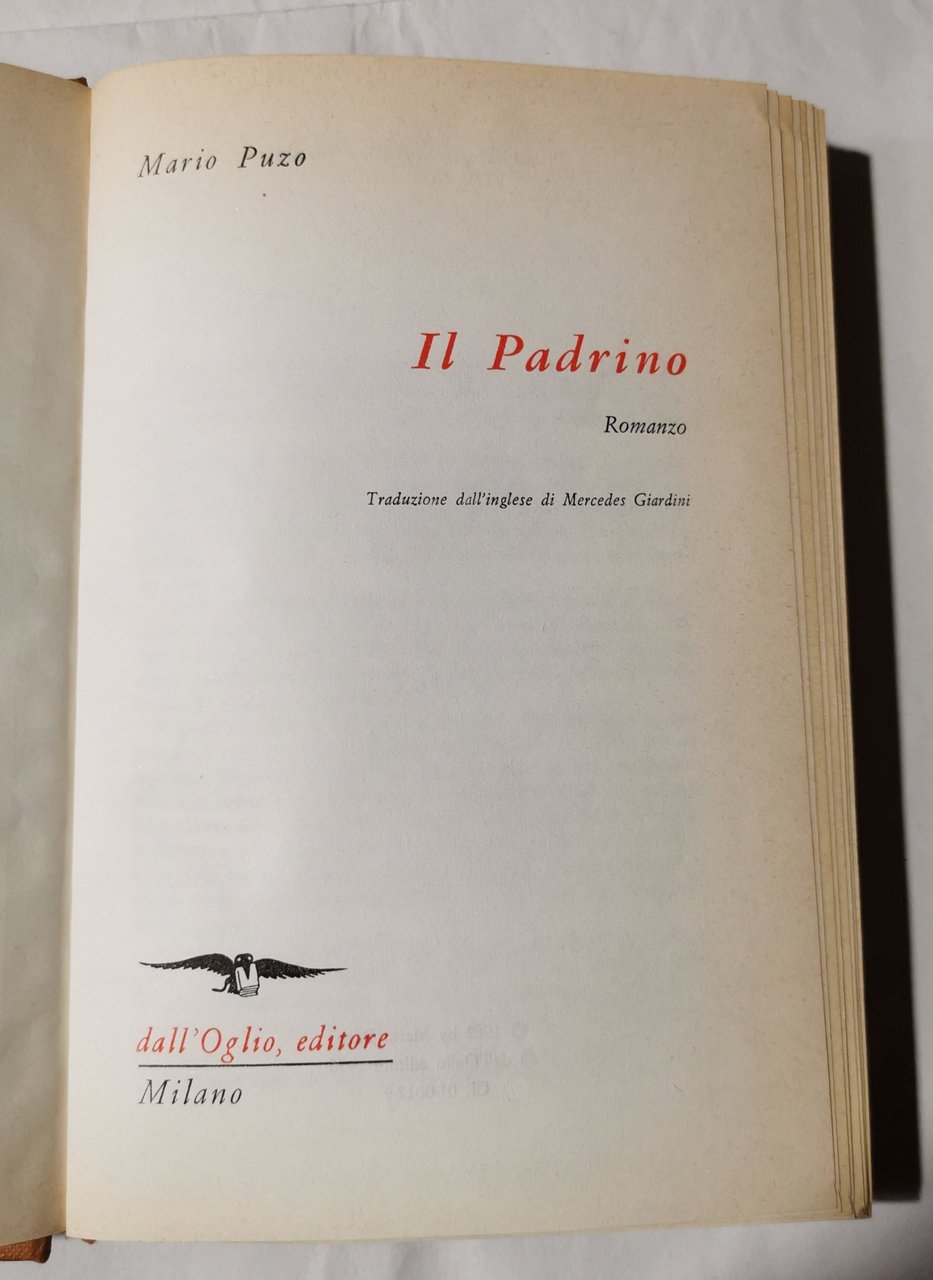 Mario Puzo
Il Padrino
Romanzo
Traduzione dall'inglese di Mercedes Giardini
dall'Oglio, editore
Milano